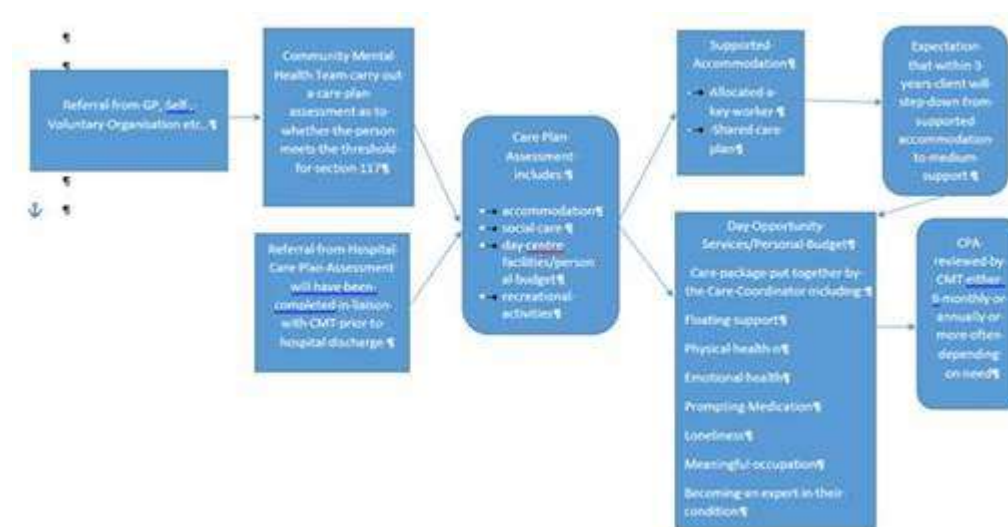 Referral from GP, Self,
Voluntary Organisation etc..¶
Community Mental
Health Team carry out
a care plan
assessment as to
whether the person
meets the threshold
for section 117¶
Referral from Hospital
Care Plan Assessment
will have been
completed in liaison
with CMT prior to
hospital discharge ¶
Care Plan
Assessment
includes ¶
accommodation¶
social care ¶
day centre
facilities/person
al budget¶
recreational
activities¶
Supported
Accommodation¶
Allocated a
key worker ¶
Shared care
plan¶
Expectation
that within 3
years client will
step down from
supported
accommodation
to medium
support ¶
Day Opportunity
Services/Personal Budget¶
Care package put together by
the Care Coordinator including ¶
Floating support¶
Physical health n¶
Emotional health¶
Prompting Medication¶
Loneliness¶
Meaningful occupation¶
Becoming an expert in their
condition¶
CPA
reviewed by
CMT either
6 monthly or
annually or
more often
depending
on need¶